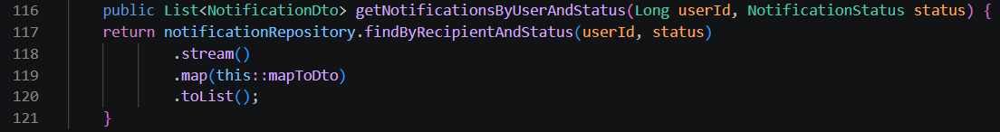 116 public List<NotificationDto> getNotificationsByUserAndStatus(Long userId, NotificationStatus status) {
117 return notificationRepository.findByRecipientAndStatus(userId, status)
118 .stream()
119 .map(this::mapToDto)
120 .toList();
121 }